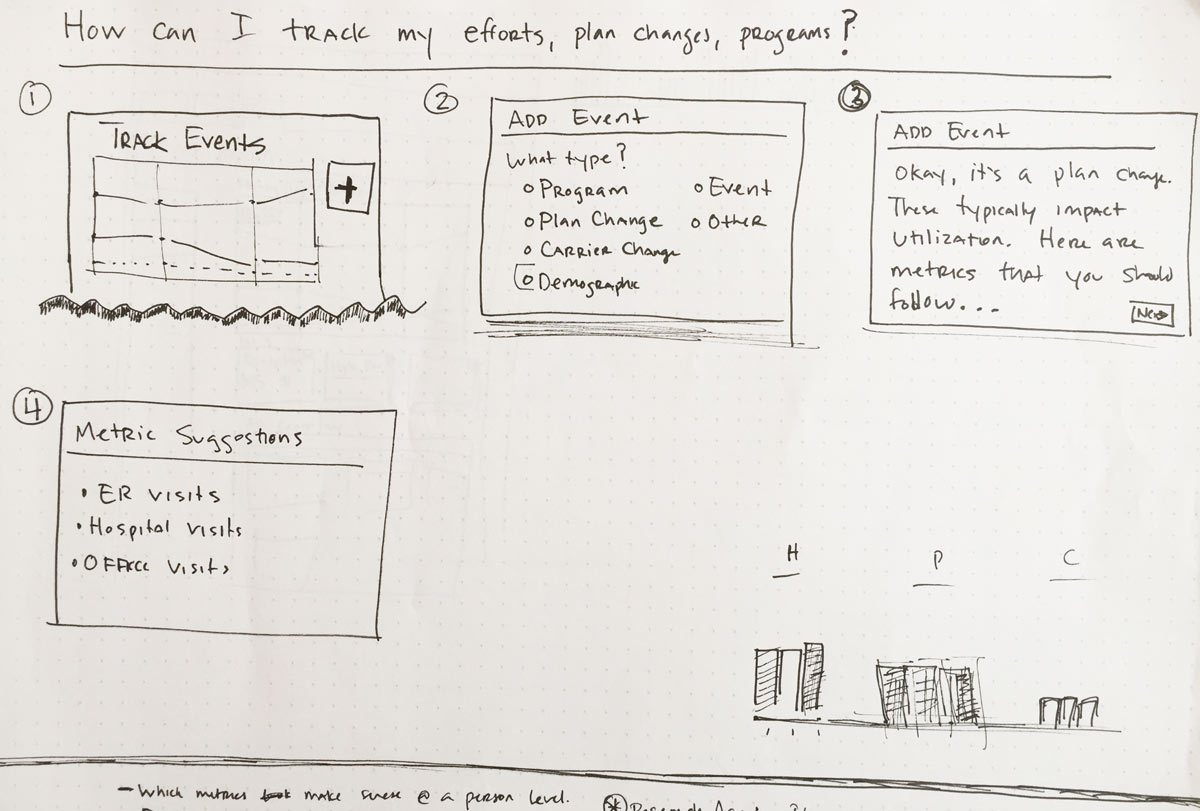 How can I track my efforts, plan changes, programs?
1
Track Events
+
2
Add Event
What type?
Program
Event
Plan Change
Other
Carrier Change
Demographic
3
Add Event
Okay, it's a plan change.
These typically impact
utilization. Here are
metrics that you should
follow...
Next
4
Metric Suggestions
• ER visits
• Hospital visits
• Office visits
H P C
- Which metrics make sense @ a person level.